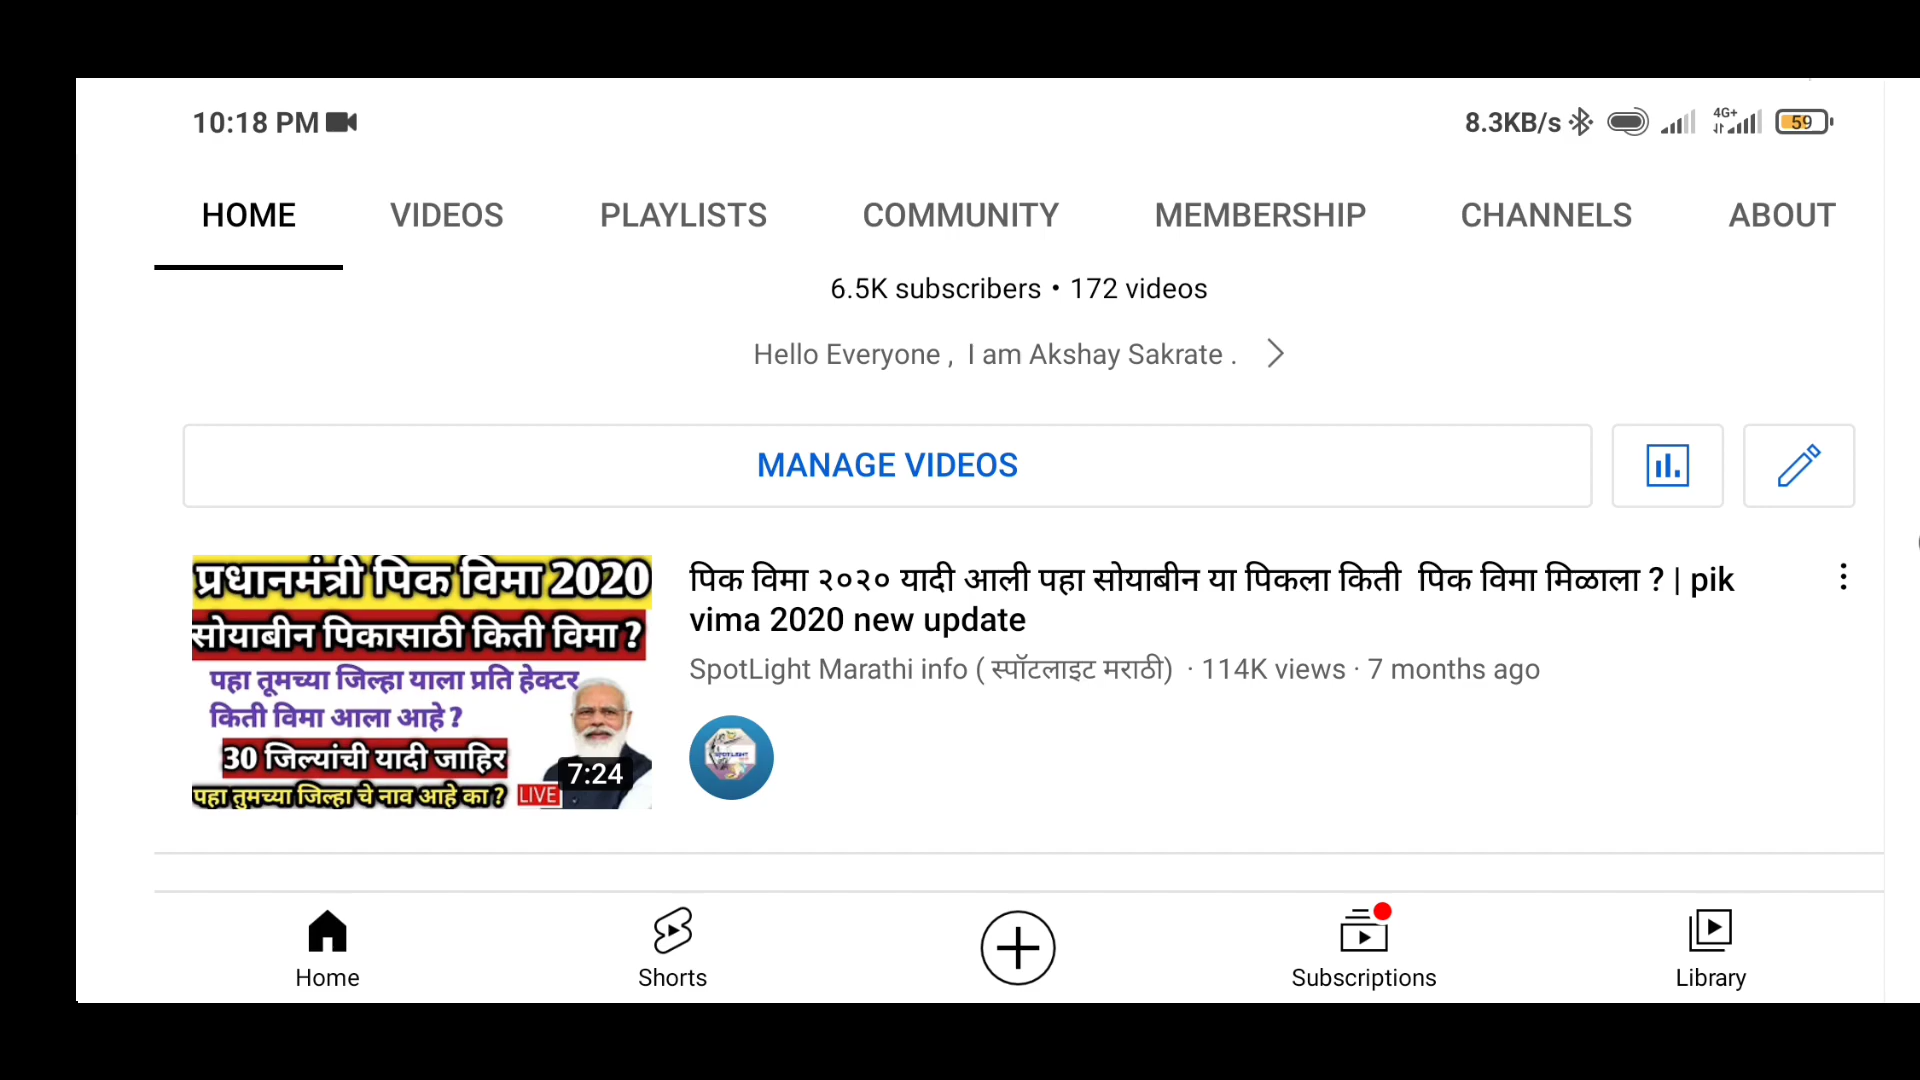 10:18 PM
8.3KB/s 4G+ 59
HOME VIDEOS PLAYLISTS COMMUNITY MEMBERSHIP CHANNELS ABOUT
6.5K subscribers • 172 videos
Hello Everyone , I am Akshay Sakrate .
MANAGE VIDEOS
प्रधानमंत्री पिक विमा 2020
सोयाबीन पिकासाठी किती विमा ?
पहा तूमच्या जिल्हा याला प्रति हेक्टर
किती विमा आला आहे ?
30 जिल्यांची यादी जाहिर
7:24
पहा तुमच्या जिल्हा चे नाव आहे का ? LIVE
पिक विमा २०२० यादी आली पहा सोयाबीन या पिकला किती पिक विमा मिळाला ? | pik
vima 2020 new update
SpotLight Marathi info ( स्पॉटलाइट मराठी) · 114K views · 7 months ago
SPOTLIGHT
Home Shorts Subscriptions Library